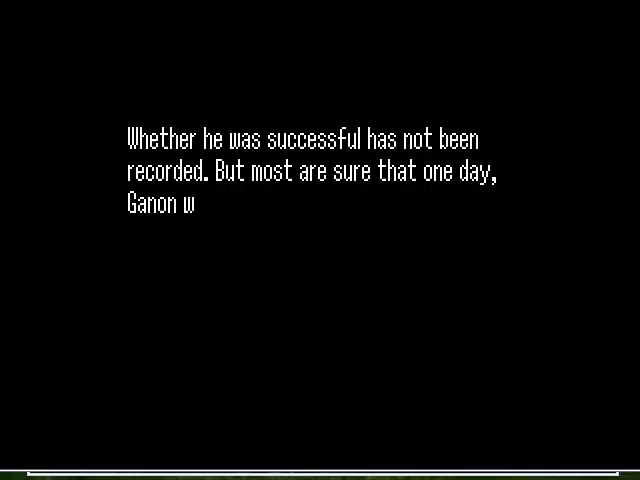 Whether he was successful has not been
recorded. But most are sure that one day,
Ganon w